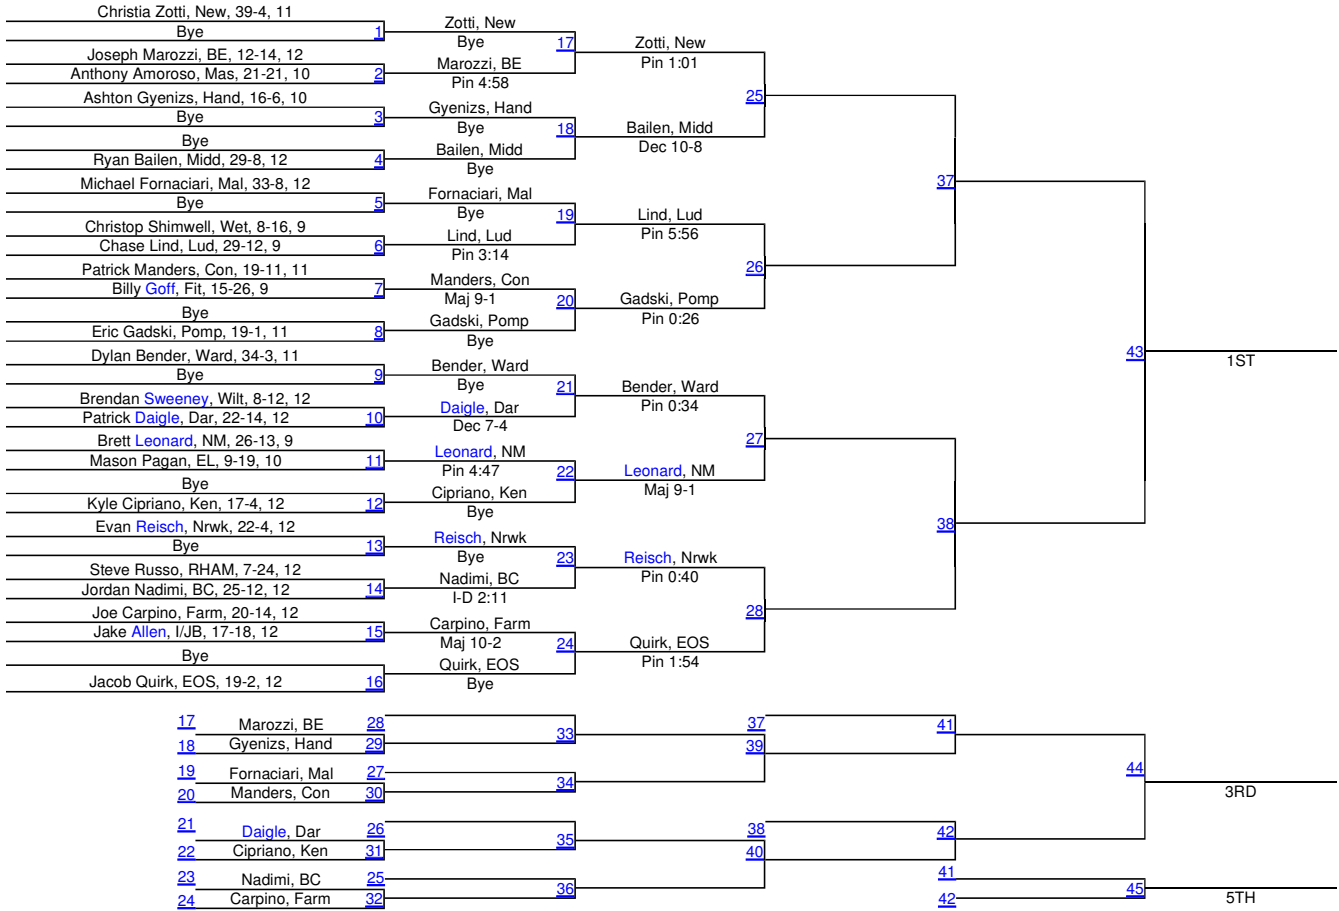 Christia Zotti, New, 39-4, 11
Bye
1
Joseph Marozzi, BE, 12-14, 12
Anthony Amoroso, Mas, 21-21, 10
2
Ashton Gyenizs, Hand, 16-6, 10
Bye
3
Bye
Ryan Bailen, Midd, 29-8, 12
4
Michael Fornaciari, Mal, 33-8, 12
Bye
5
Christop Shimwell, Wet, 8-16, 9
Chase Lind, Lud, 29-12, 9
6
Patrick Manders, Con, 19-11, 11
Billy Goff, Fit, 15-26, 9
7
Bye
Eric Gadski, Pomp, 19-1, 11
8
Dylan Bender, Ward, 34-3, 11
Bye
9
Brendan Sweeney, Wilt, 8-12, 12
Patrick Daigle, Dar, 22-14, 12
10
Brett Leonard, NM, 26-13, 9
Mason Pagan, EL, 9-19, 10
11
Bye
Kyle Cipriano, Ken, 17-4, 12
12
Evan Reisch, Nrwk, 22-4, 12
Bye
13
Steve Russo, RHAM, 7-24, 12
Jordan Nadimi, BC, 25-12, 12
14
Joe Carpino, Farm, 20-14, 12
Jake Allen, I/JB, 17-18, 12
15
Bye
Jacob Quirk, EOS, 19-2, 12
16
Zotti, New
Bye
17
Marozzi, BE
Pin 4:58
Gyenizs, Hand
Bye
18
Bailen, Midd
Bye
Fornaciari, Mal
Bye
19
Lind, Lud
Pin 3:14
Manders, Con
Maj 9-1
20
Gadski, Pomp
Bye
Bender, Ward
Bye
21
Daigle, Dar
Dec 7-4
Leonard, NM
Pin 4:47
22
Cipriano, Ken
Bye
Reisch, Nrwk
Bye
23
Nadimi, BC
I-D 2:11
Carpino, Farm
Maj 10-2
24
Quirk, EOS
Bye
Zotti, New
Pin 1:01
25
Bailen, Midd
Dec 10-8
Lind, Lud
Pin 5:56
26
Gadski, Pomp
Pin 0:26
Bender, Ward
Pin 0:34
27
Leonard, NM
Maj 9-1
Reisch, Nrwk
Pin 0:40
28
Quirk, EOS
Pin 1:54
37
38
43
1ST
17
Marozzi, BE
28
18
Gyenizs, Hand
29
33
19
Fornaciari, Mal
27
20
Manders, Con
30
34
21
Daigle, Dar
26
22
Cipriano, Ken
31
35
23
Nadimi, BC
25
24
Carpino, Farm
32
36
37
39
38
40
41
42
44
3RD
41
42
45
5TH